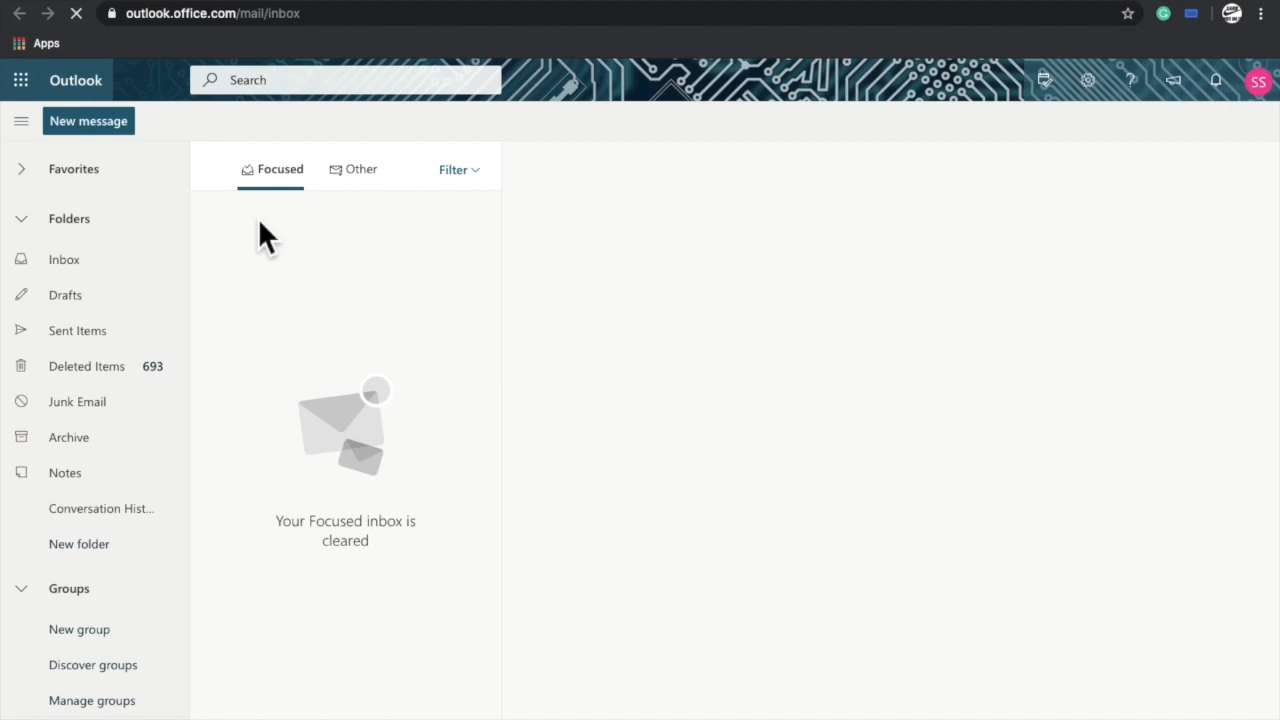 outlook.office.com/mail/inbox
Apps
Outlook
Search
SS
New message
Favorites
Folders
Inbox
Drafts
Sent Items
Deleted Items 693
Junk Email
Archive
Notes
Conversation Hist...
New folder
Groups
New group
Discover groups
Manage groups
Focused Other Filter
Your Focused inbox is
cleared